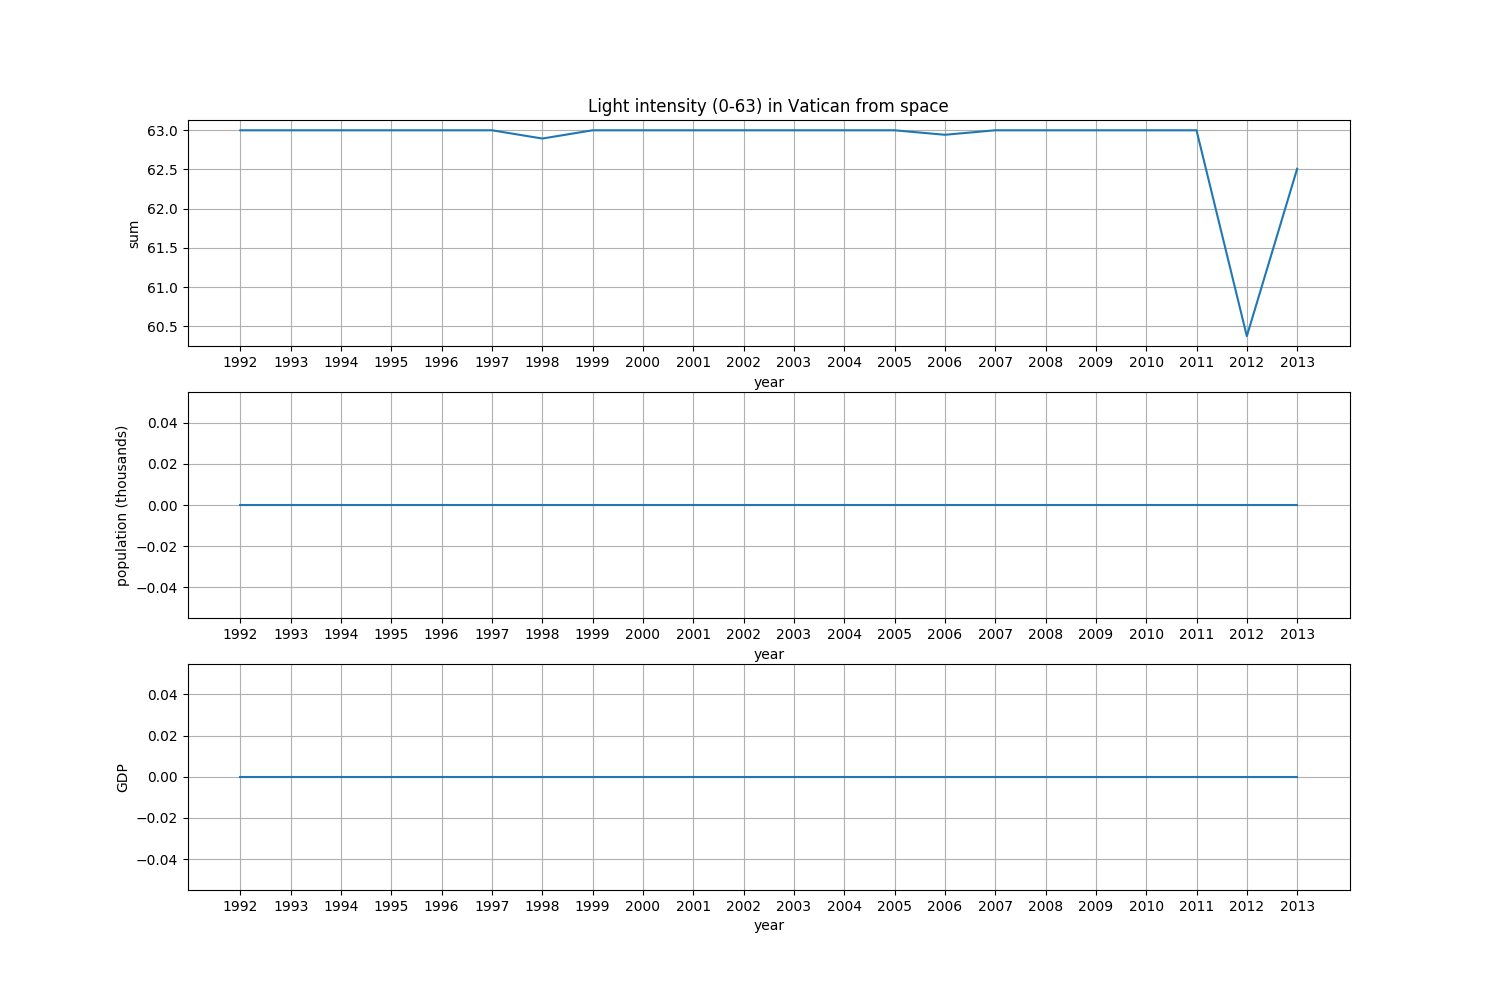 Light intensity (0-63) in Vatican from space
63.0
62.5
62.0
61.5
61.0
60.5
sum
1992 1993 1994 1995 1996 1997 1998 1999 2000 2001 2002 2003 2004 2005 2006 2007 2008 2009 2010 2011 2012 2013
year
0.04
0.02
0.00
−0.02
−0.04
population (thousands)
1992 1993 1994 1995 1996 1997 1998 1999 2000 2001 2002 2003 2004 2005 2006 2007 2008 2009 2010 2011 2012 2013
year
0.04
0.02
0.00
−0.02
−0.04
GDP
1992 1993 1994 1995 1996 1997 1998 1999 2000 2001 2002 2003 2004 2005 2006 2007 2008 2009 2010 2011 2012 2013
year